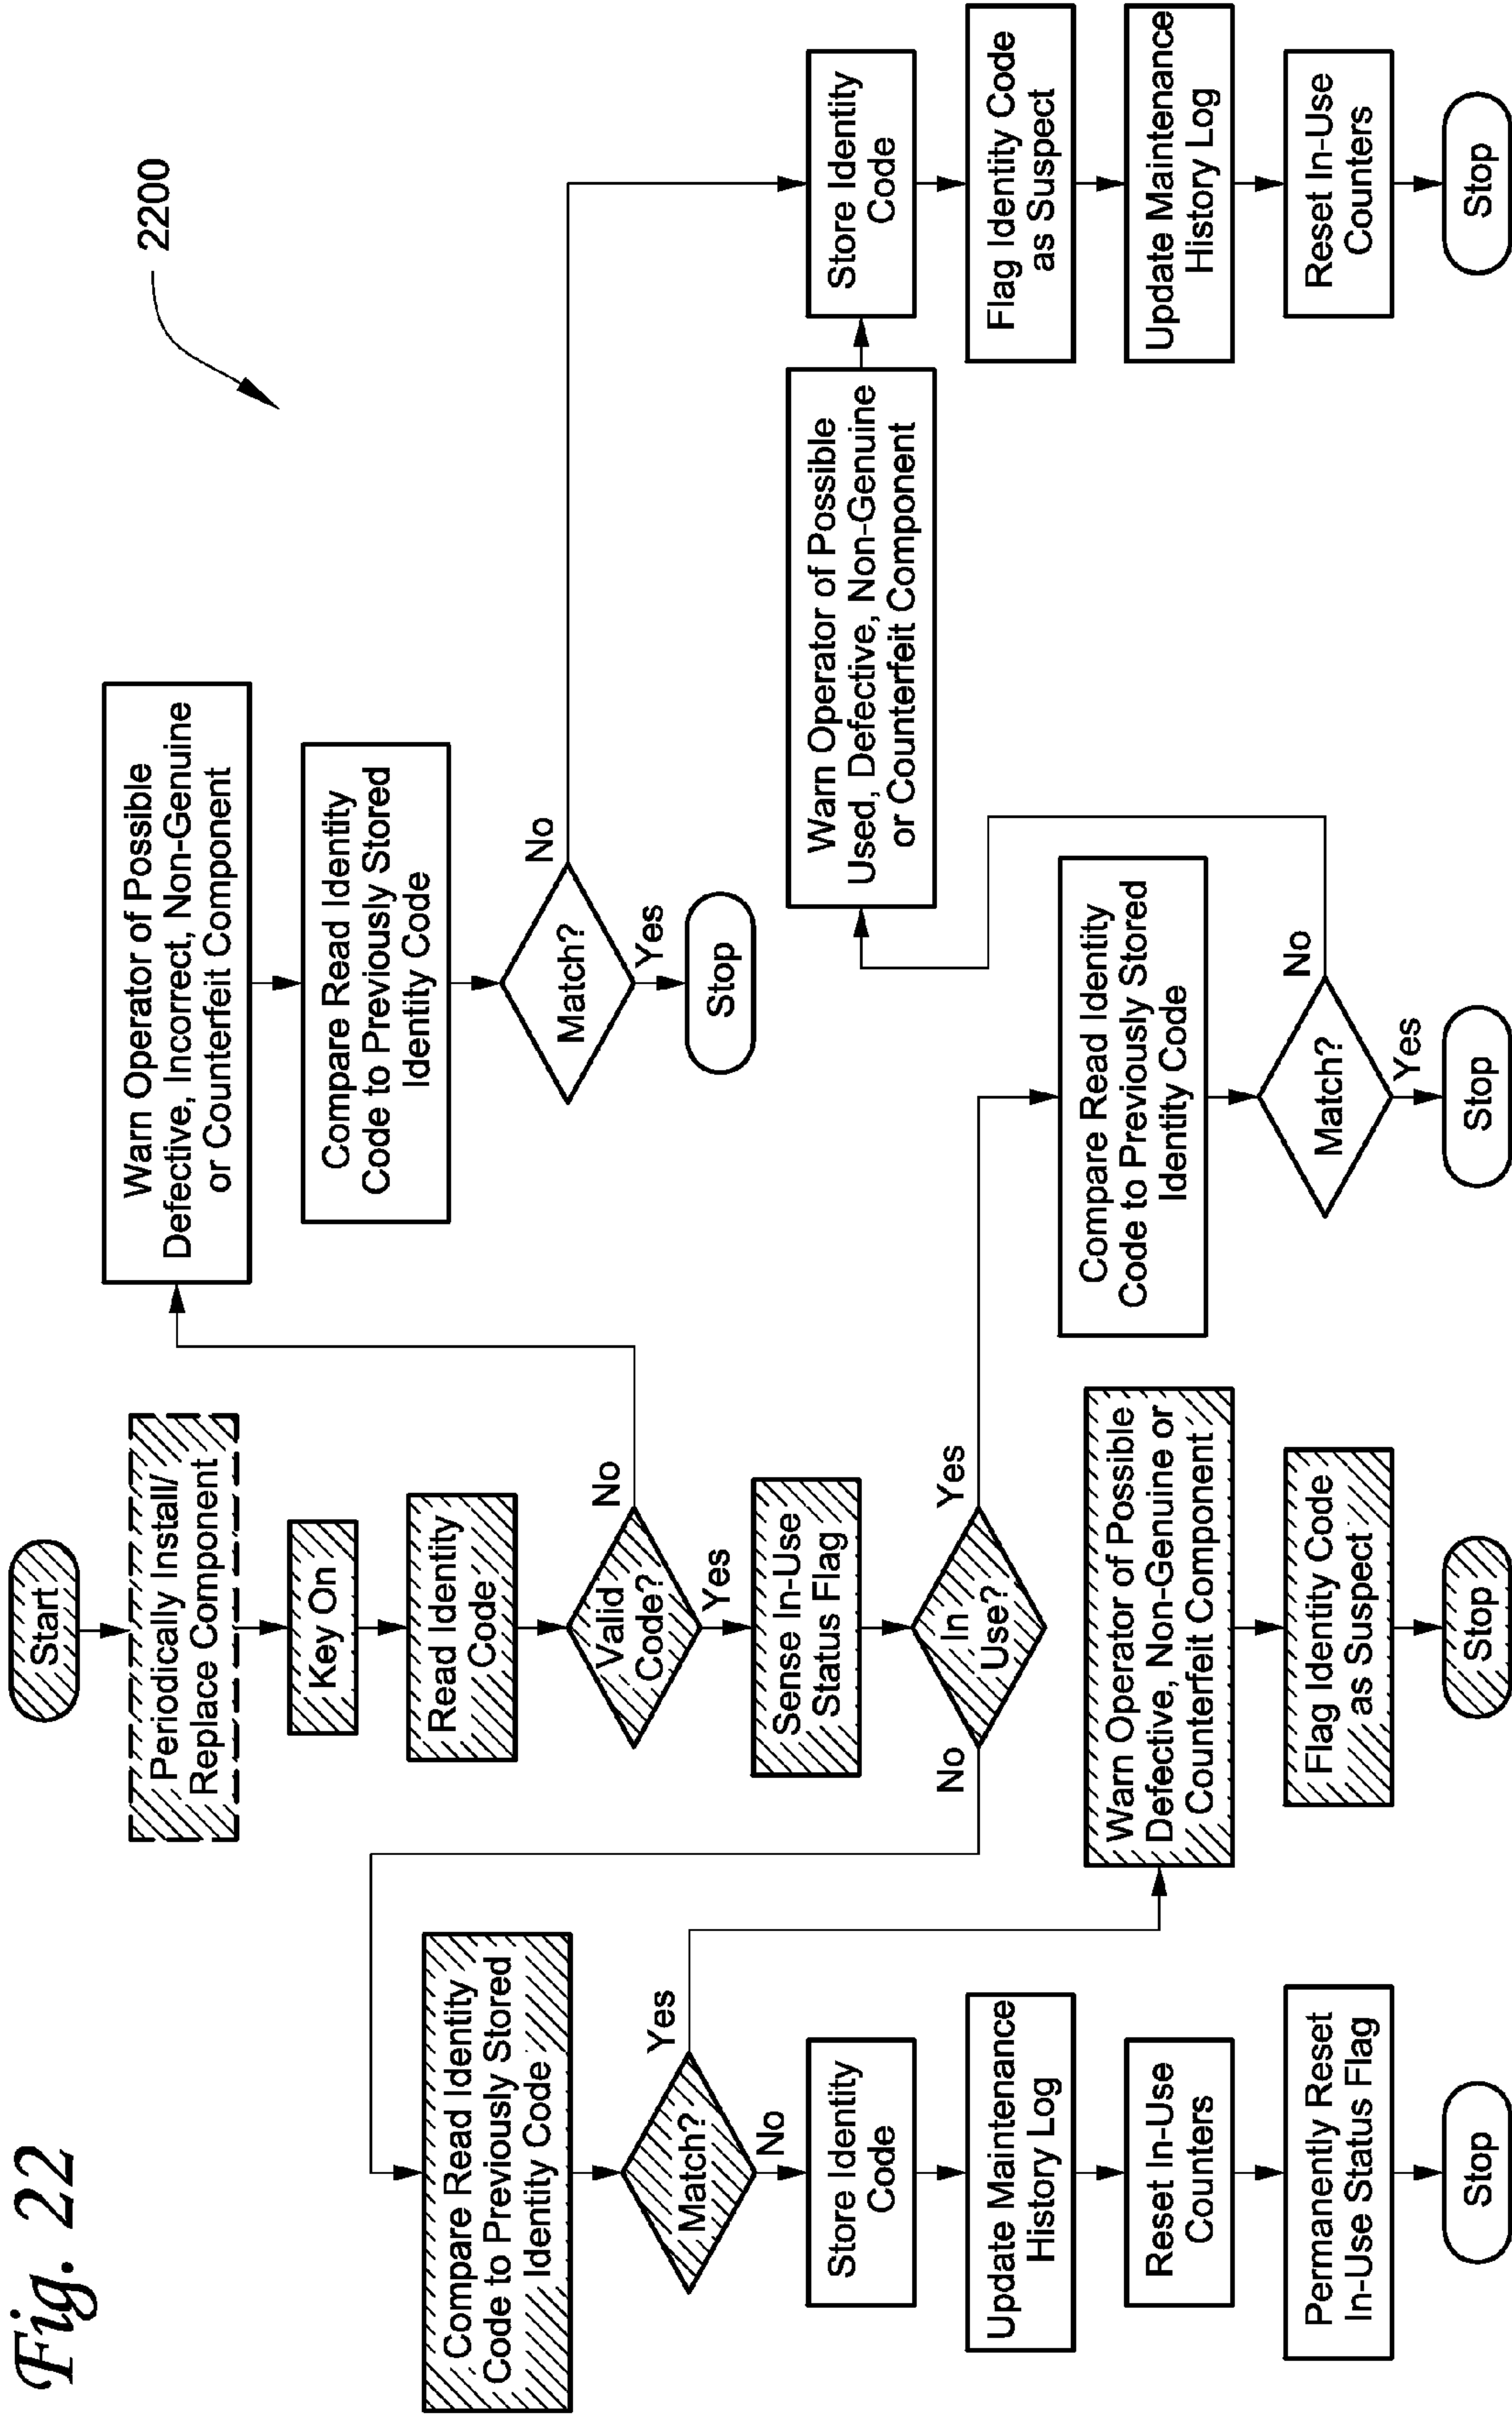 Fig. 22
2200
Start
Periodically Install/
Replace Component
Key On
Read Identity
Code
Valid
Code?
No
Yes
Warn Operator of Possible
Defective, Incorrect, Non-Genuine
or Counterfeit Component
Compare Read Identity
Code to Previously Stored
Identity Code
Match?
No
Yes
Stop
Sense In-Use
Status Flag
In
Use?
No
Yes
Compare Read Identity
Code to Previously Stored
Identity Code
Match?
Yes
No
Store Identity
Code
Update Maintenance
History Log
Reset In-Use
Counters
Permanently Reset
In-Use Status Flag
Stop
Warn Operator of Possible
Defective, Non-Genuine or
Counterfeit Component
Flag Identity Code
as Suspect
Stop
Compare Read Identity
Code to Previously Stored
Identity Code
Match?
No
Yes
Stop
Warn Operator of Possible
Used, Defective, Non-Genuine
or Counterfeit Component
Store Identity
Code
Flag Identity Code
as Suspect
Update Maintenance
History Log
Reset In-Use
Counters
Stop